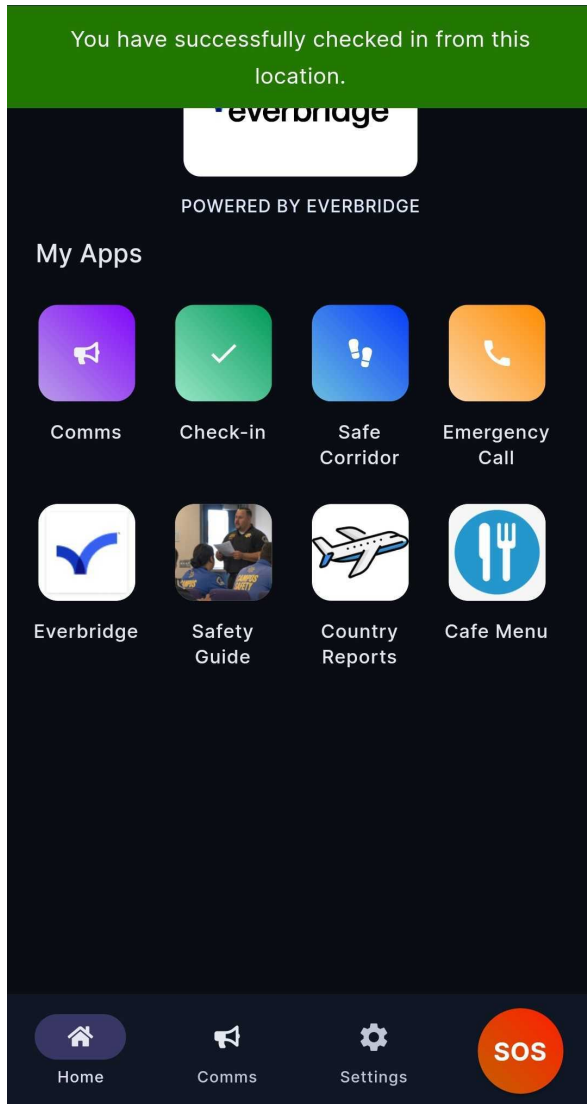 You have successfully checked in from this
location.
everbridge
POWERED BY EVERBRIDGE
My Apps
Comms
Check-in
Safe
Corridor
Emergency
Call
Everbridge
Safety
Guide
Country
Reports
Cafe Menu
Home
Comms
Settings
SOS